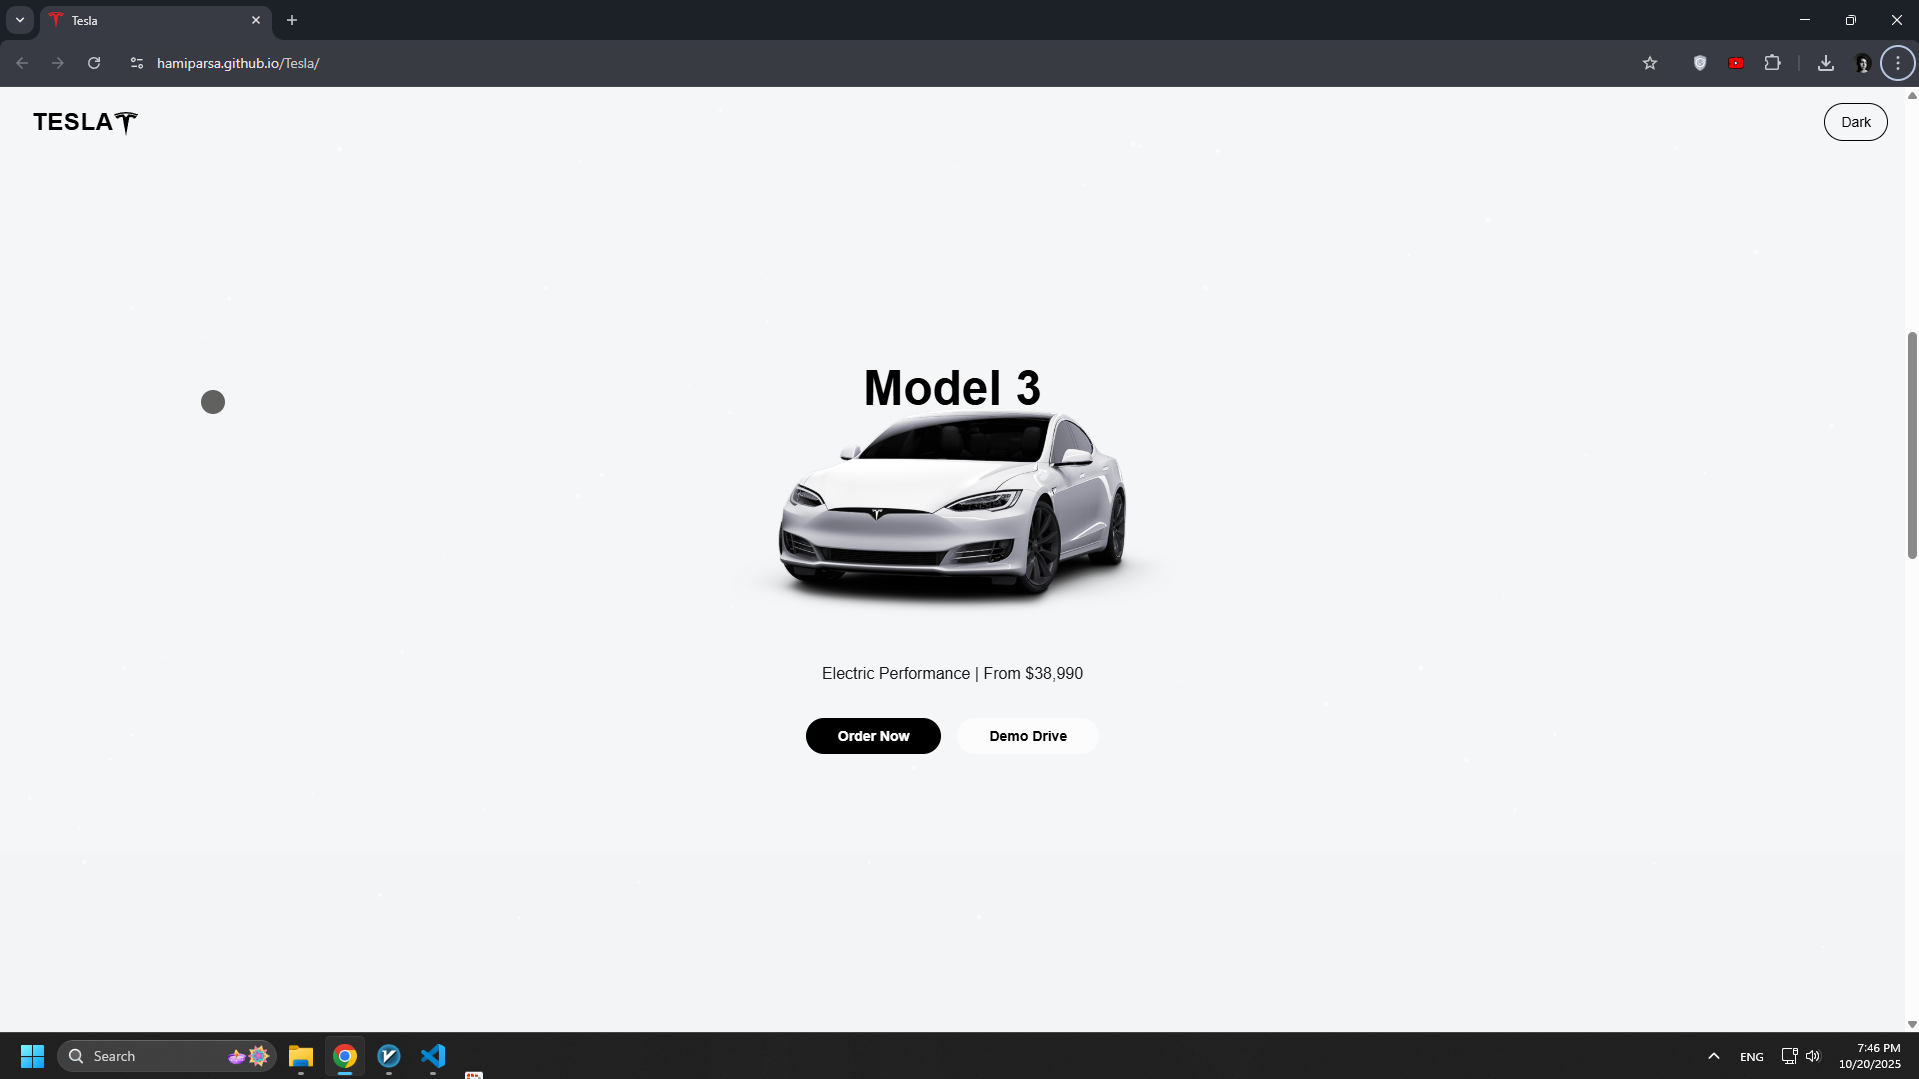 Tesla
hamiparsa.github.io/Tesla/
TESLA
Dark
Model 3
Electric Performance | From $38,990
Order Now
Demo Drive
Search
ENG
7:46 PM
10/20/2025